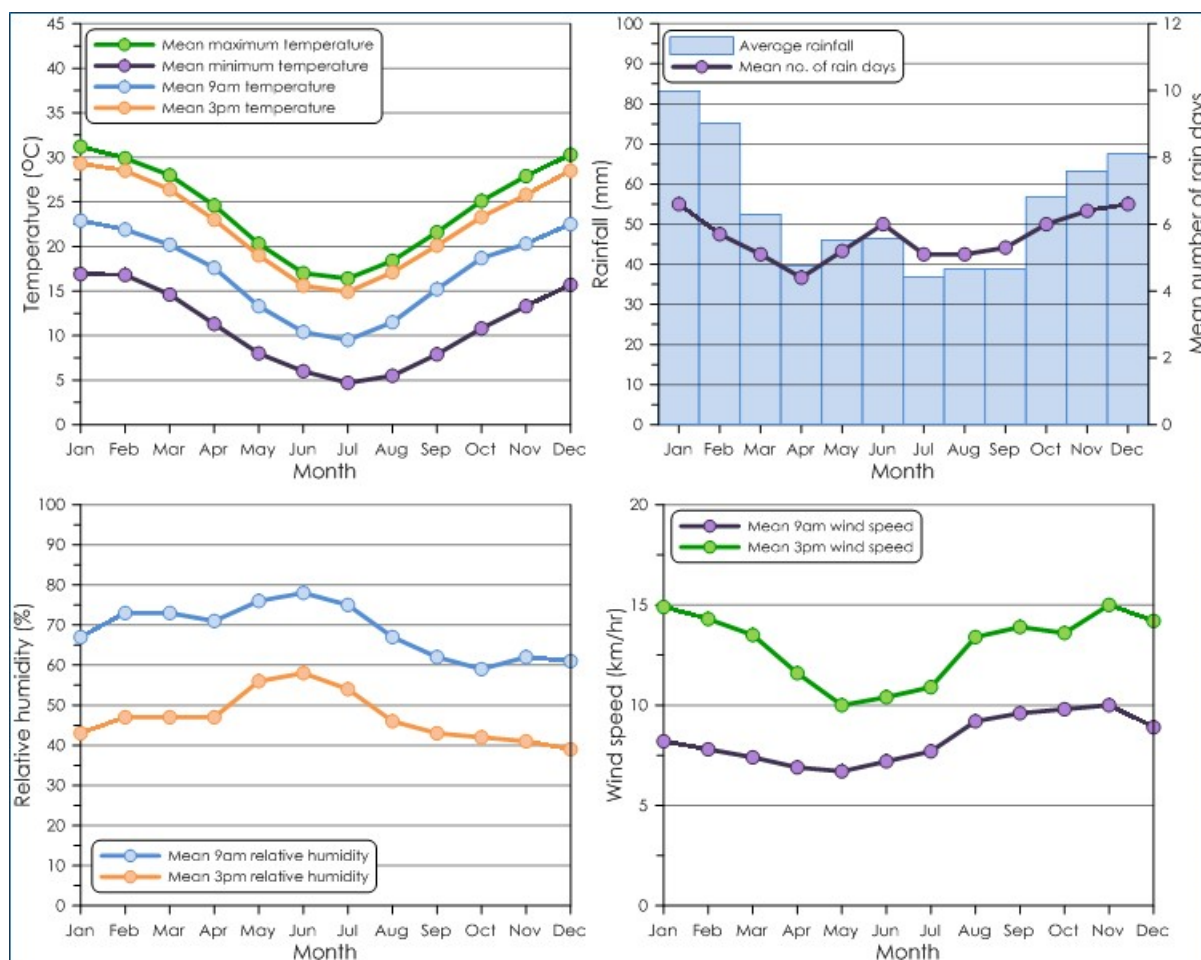 45
40
35
30
25
20
15
10
5
0
Temperature (ºC)
Mean maximum temperature
Mean minimum temperature
Mean 9am temperature
Mean 3pm temperature
Jan Feb Mar Apr May Jun Jul Aug Sep Oct Nov Dec
Month
100
90
80
70
60
50
40
30
20
10
0
Rainfall (mm)
Average rainfall
Mean no. of rain days
12
10
8
6
4
2
0
Mean number of rain days
Jan Feb Mar Apr May Jun Jul Aug Sep Oct Nov Dec
Month
100
90
80
70
60
50
40
30
20
10
0
Relative humidity (%)
Mean 9am relative humidity
Mean 3pm relative humidity
Jan Feb Mar Apr May Jun Jul Aug Sep Oct Nov Dec
Month
20
15
10
5
0
Wind speed (km/hr)
Mean 9am wind speed
Mean 3pm wind speed
Jan Feb Mar Apr May Jun Jul Aug Sep Oct Nov Dec
Month